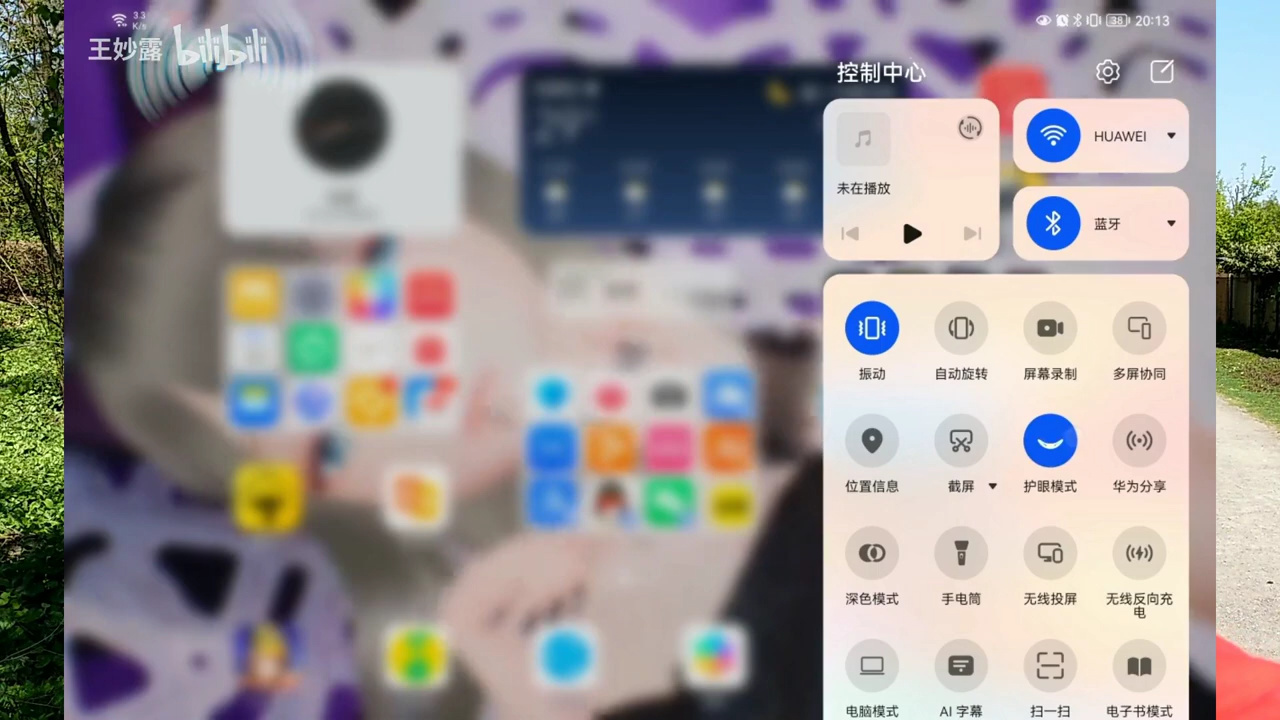 3.3
K/s
38
20:13
王妙露 bilibili
控制中心
HUAWEI
未在播放
蓝牙
振动
自动旋转
屏幕录制
多屏协同
位置信息
截屏
护眼模式
华为分享
深色模式
手电筒
无线投屏
无线反向充
电
电脑模式
AI 字幕
扫一扫
电子书模式